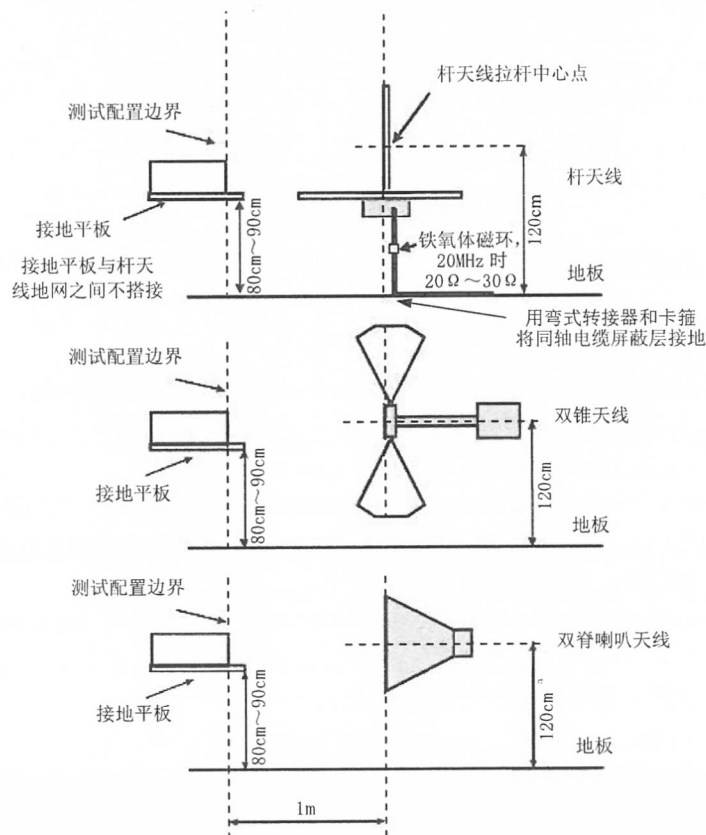 杆天线拉杆中心点
测试配置边界
杆天线
接地平板
80cm～90cm
铁氧体磁环，
20MHz 时
20Ω～30Ω
120cm
接地平板与杆天
线地网之间不搭接
地板
用弯式转接器和卡箍
将同轴电缆屏蔽层接地
测试配置边界
双锥天线
接地平板
80cm～90cm
120cm
地板
测试配置边界
双脊喇叭天线
接地平板
80cm～90cm
120cm
地板
1m